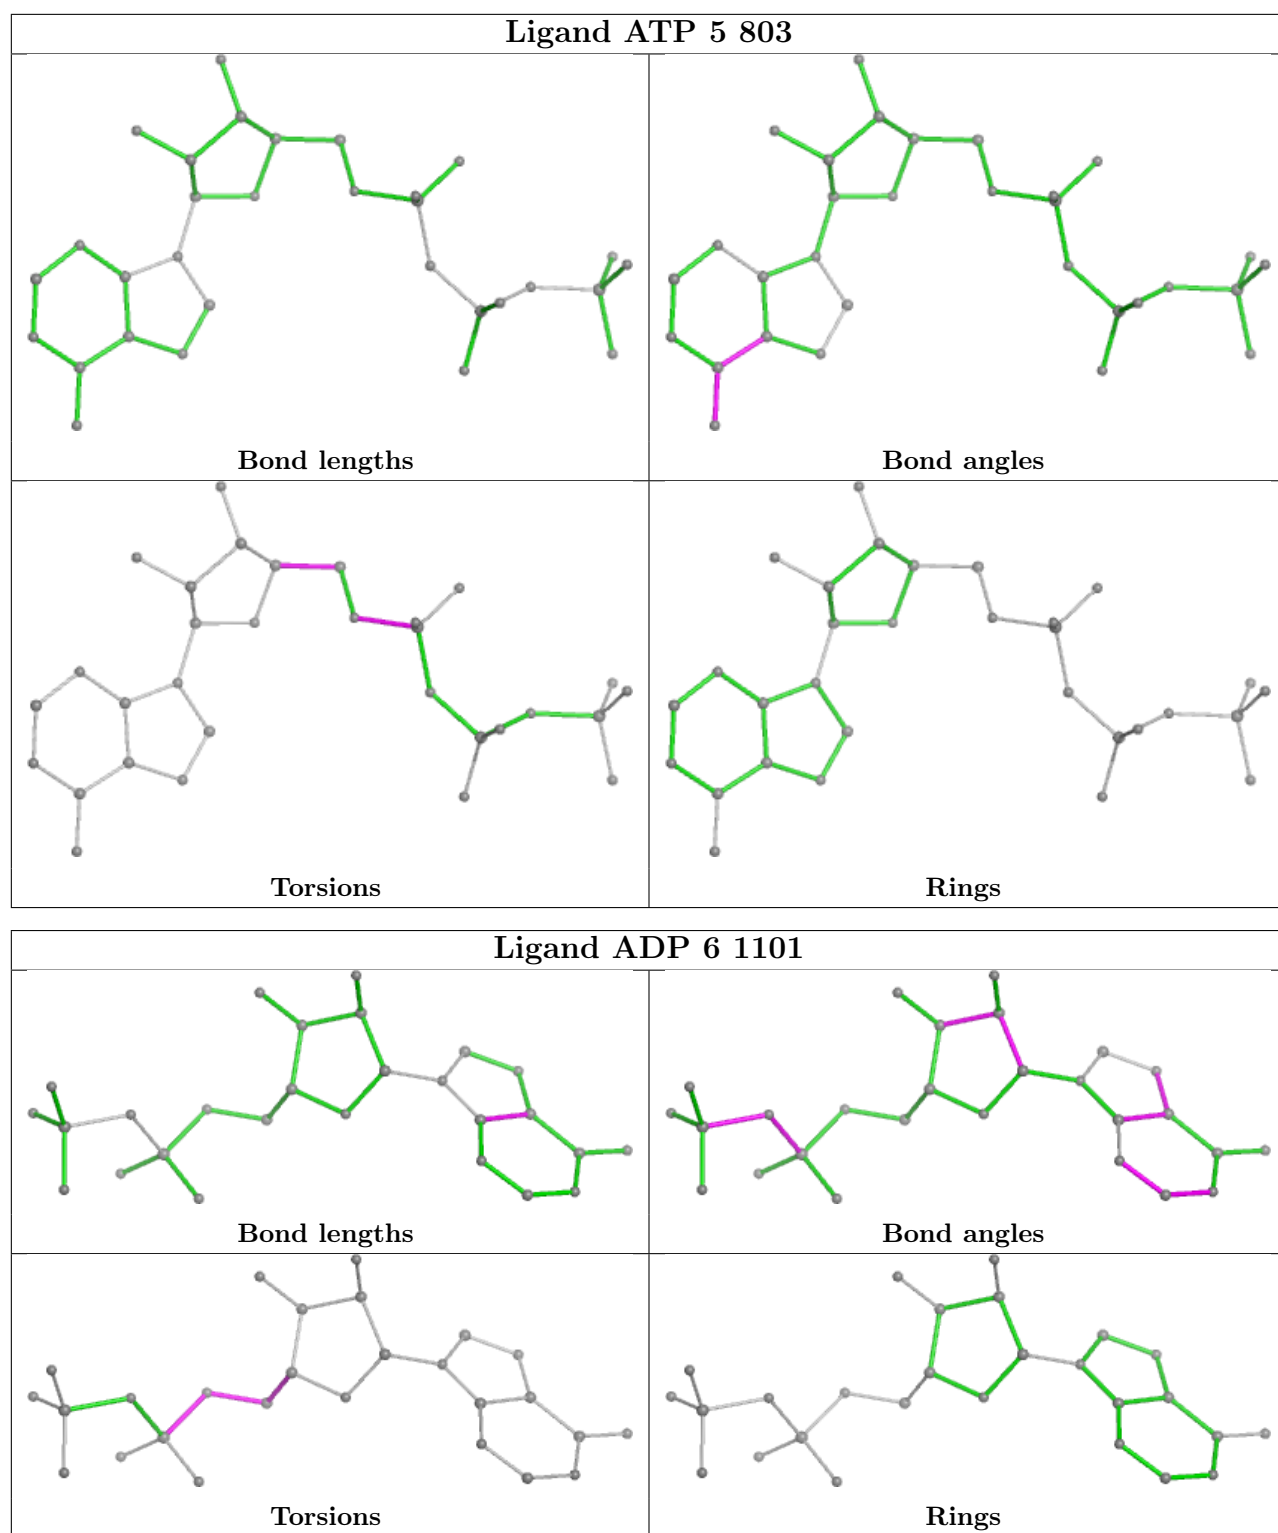 Ligand ATP 5 803
Bond lengths
Bond angles
Torsions
Rings
Ligand ADP 6 1101
Bond lengths
Bond angles
Torsions
Rings